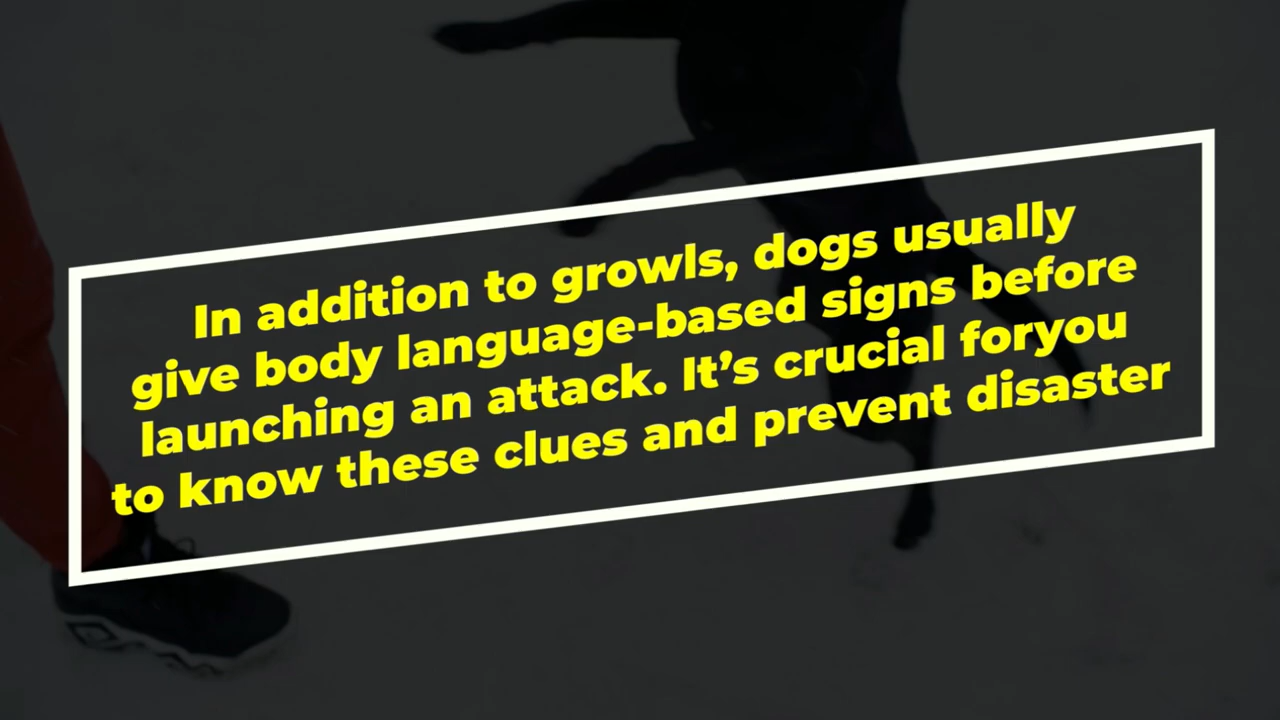 In addition to growls, dogs usually
give body language-based signs before
launching an attack. It’s crucial foryou
to know these clues and prevent disaster